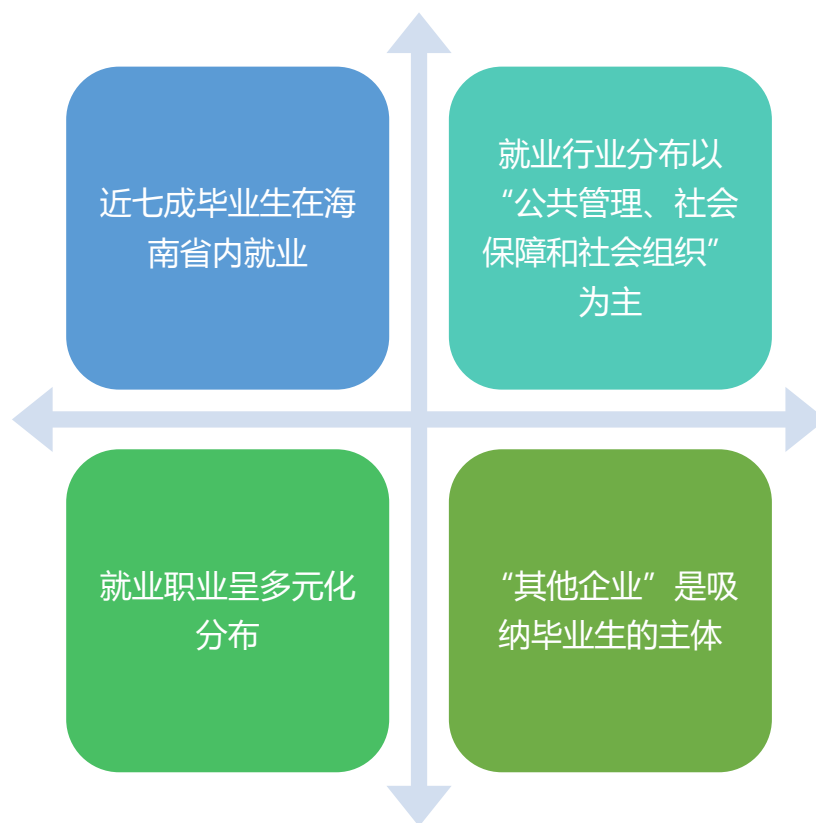 近七成毕业生在海
南省内就业
就业行业分布以
“公共管理、社会
保障和社会组织”
为主
就业职业呈多元化
分布
“其他企业”是吸
纳毕业生的主体